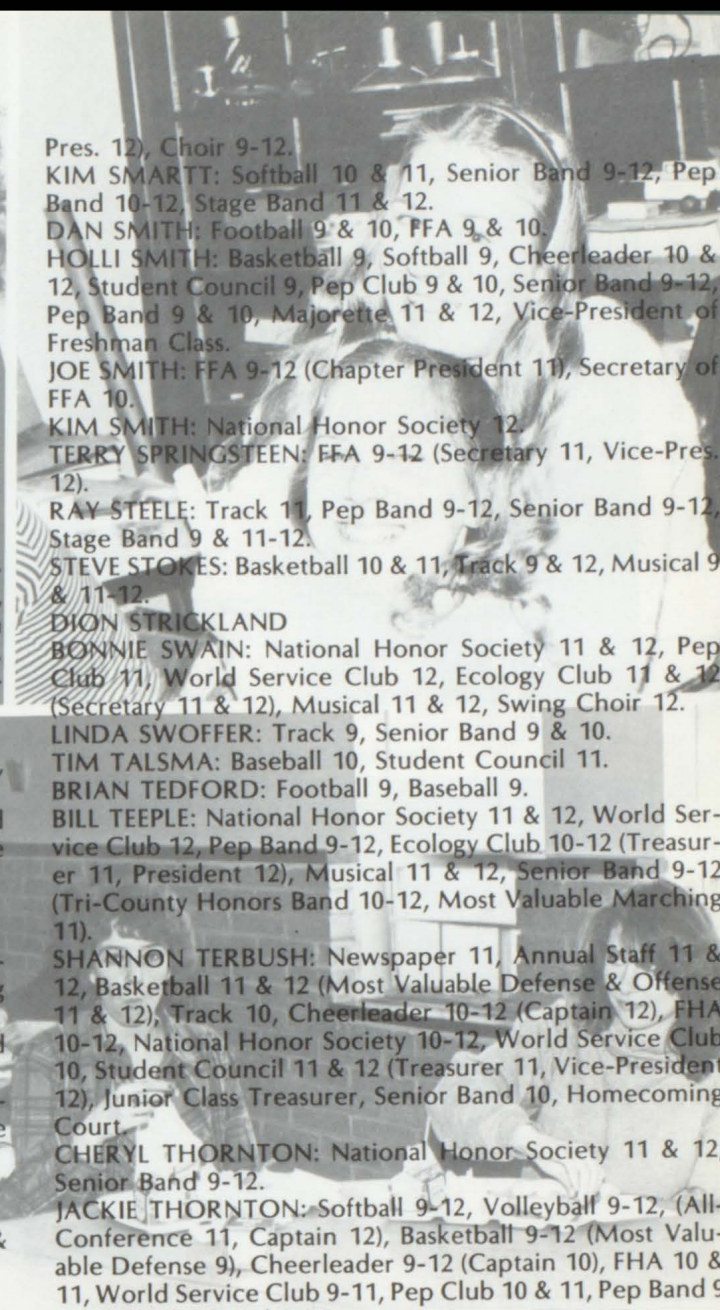 Pres. 12), Choir 9-12.
KIM SMARTT: Softball 10 & 11, Senior Band 9-12, Pep
Band 10-12, Stage Band 11 & 12.
DAN SMITH: Football 9 & 10, FFA 9 & 10.
HOLLI SMITH: Basketball 9, Softball 9, Cheerleader 10 &
12, Student Council 9, Pep Club 9 & 10, Senior Band 9-12,
Pep Band 9 & 10, Majorette 11 & 12, Vice-President of
Freshman Class.
JOE SMITH: FFA 9-12 (Chapter President 11), Secretary of
FFA 10.
KIM SMITH: National Honor Society 12.
TERRY SPRINGSTEEN: FFA 9-12 (Secretary 11, Vice-Pres.
12).
RAY STEELE: Track 11, Pep Band 9-12, Senior Band 9-12,
Stage Band 9 & 11-12.
STEVE STOKES: Basketball 10 & 11, Track 9 & 12, Musical 9
& 11-12.
DION STRICKLAND
BONNIE SWAIN: National Honor Society 11 & 12, Pep
Club 11, World Service Club 12, Ecology Club 11 & 12
(Secretary 11 & 12), Musical 11 & 12, Swing Choir 12.
LINDA SWOFFER: Track 9, Senior Band 9 & 10.
TIM TALSMA: Baseball 10, Student Council 11.
BRIAN TEDFORD: Football 9, Baseball 9.
BILL TEEPLE: National Honor Society 11 & 12, World Ser-
vice Club 12, Pep Band 9-12, Ecology Club 10-12 (Treasur-
er 11, President 12), Musical 11 & 12, Senior Band 9-12
(Tri-County Honors Band 10-12, Most Valuable Marching
11).
SHANNON TERBUSH: Newspaper 11, Annual Staff 11 &
12, Basketball 11 & 12 (Most Valuable Defense & Offense
11 & 12), Track 10, Cheerleader 10-12 (Captain 12), FHA
10-12, National Honor Society 10-12, World Service Club
10, Student Council 11 & 12 (Treasurer 11, Vice-President
12), Junior Class Treasurer, Senior Band 10, Homecoming
Court.
CHERYL THORNTON: National Honor Society 11 & 12,
Senior Band 9-12.
JACKIE THORNTON: Softball 9-12, Volleyball 9-12, (All-
Conference 11, Captain 12), Basketball 9-12 (Most Valu-
able Defense 9), Cheerleader 9-12 (Captain 10), FHA 10 &
11, World Service Club 9-11, Pep Club 10 & 11, Pep Band 9